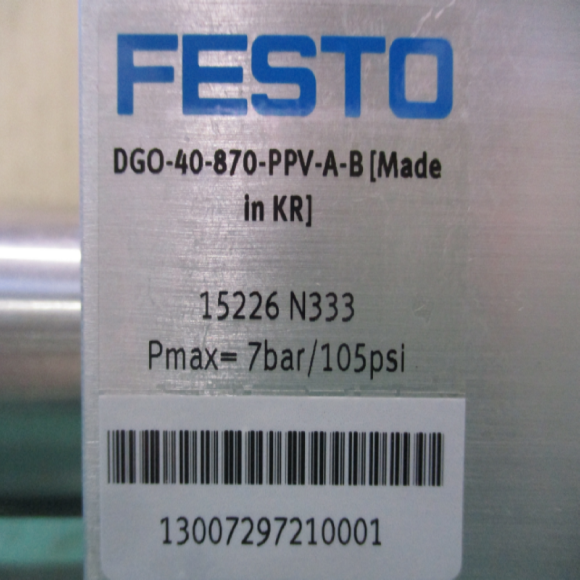 FESTO
DGO-40-870-PPV-A-B [Made
in KR]
15226 N333
Pmax= 7bar/105psi
13007297210001